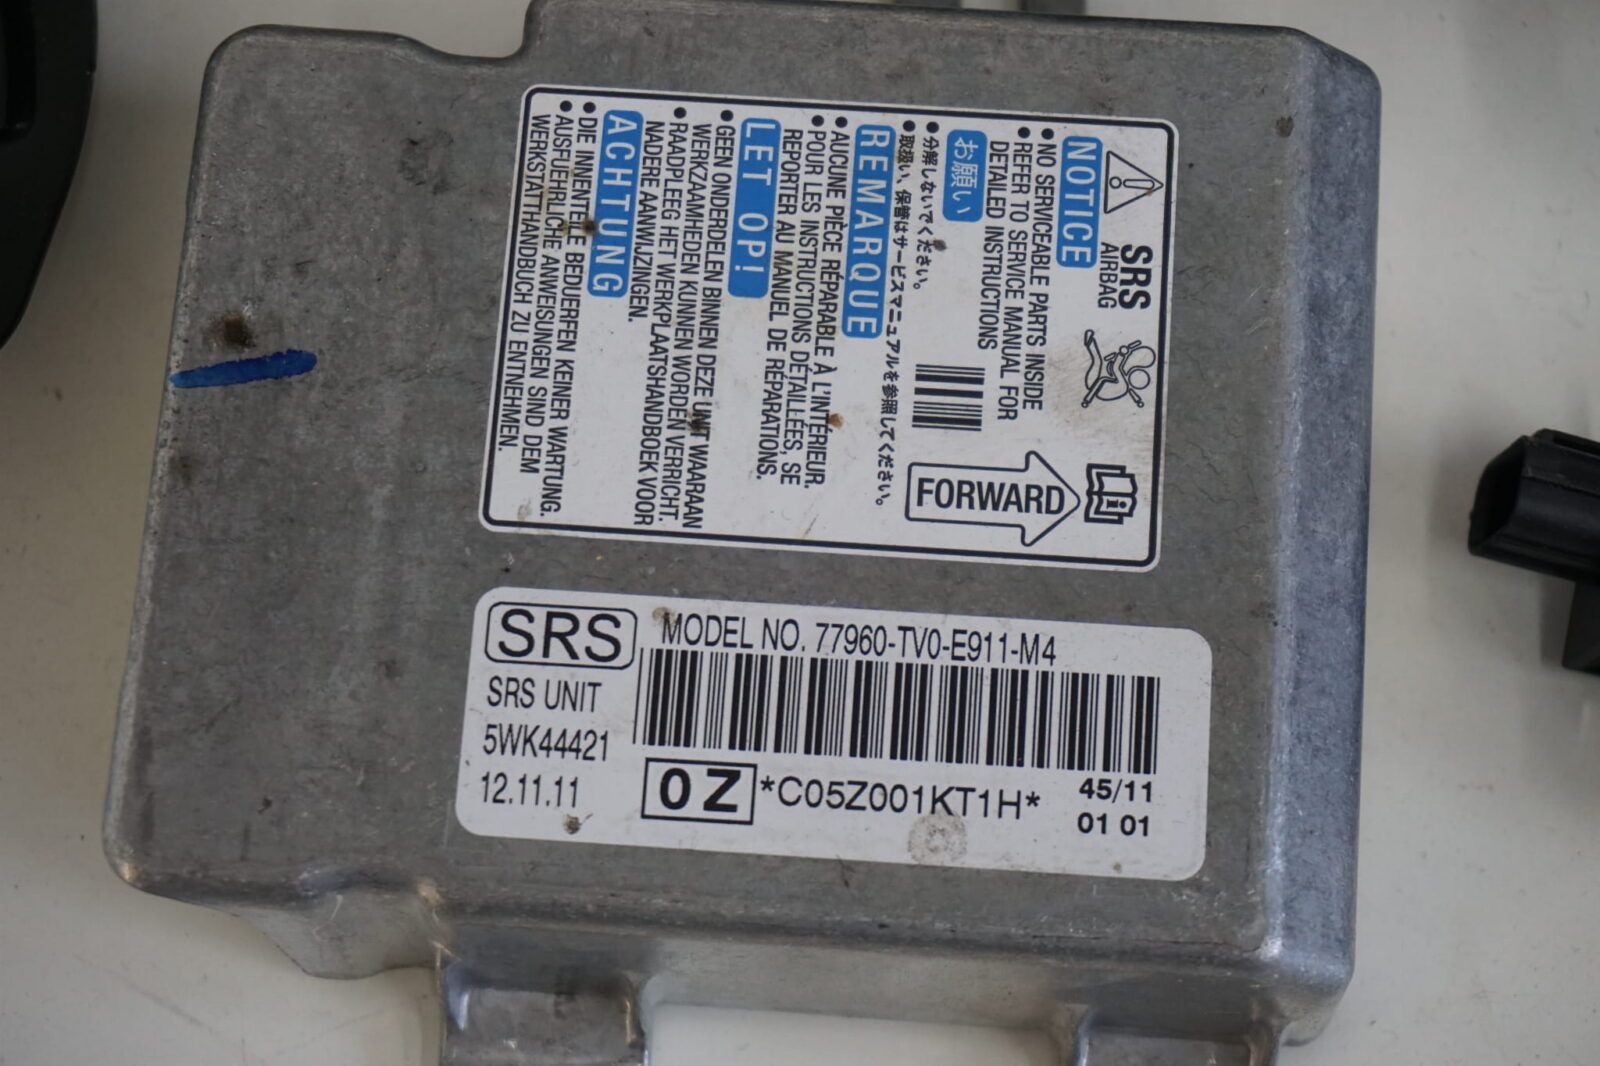 SRS
AIRBAG
NOTICE
● NO SERVICEABLE PARTS INSIDE
● REFER TO SERVICE MANUAL FOR
DETAILED INSTRUCTIONS
お願い
● 分解しないでください。
● 取扱い、保管はサービスマニュアルを参照してください。
REMARQUE
● AUCUNE PIÈCE RÉPARABLE À L'INTÉRIEUR.
● POUR LES INSTRUCTIONS DÉTAILLÉES, SE
REPORTER AU MANUEL DE RÉPARATIONS.
LET OP!
● GEEN ONDERDELEN BINNEN DEZE UNIT WAARAAN
WERKZAAMHEDEN KUNNEN WORDEN VERRICHT.
● RAADPLEEG HET WERKPLAATSHANDBOEK VOOR
NADERE AANWIJZINGEN.
ACHTUNG
● DIE INNENTEILE BEDUERFEN KEINER WARTUNG.
● AUSFUEHRLICHE ANWEISUNGEN SIND DEM
WERKSTATTHANDBUCH ZU ENTNEHMEN.
FORWARD
SRS MODEL NO. 77960-TV0-E911-M4
SRS UNIT
5WK44421
12.11.11
0Z *C05Z001KT1H* 45/11
01 01